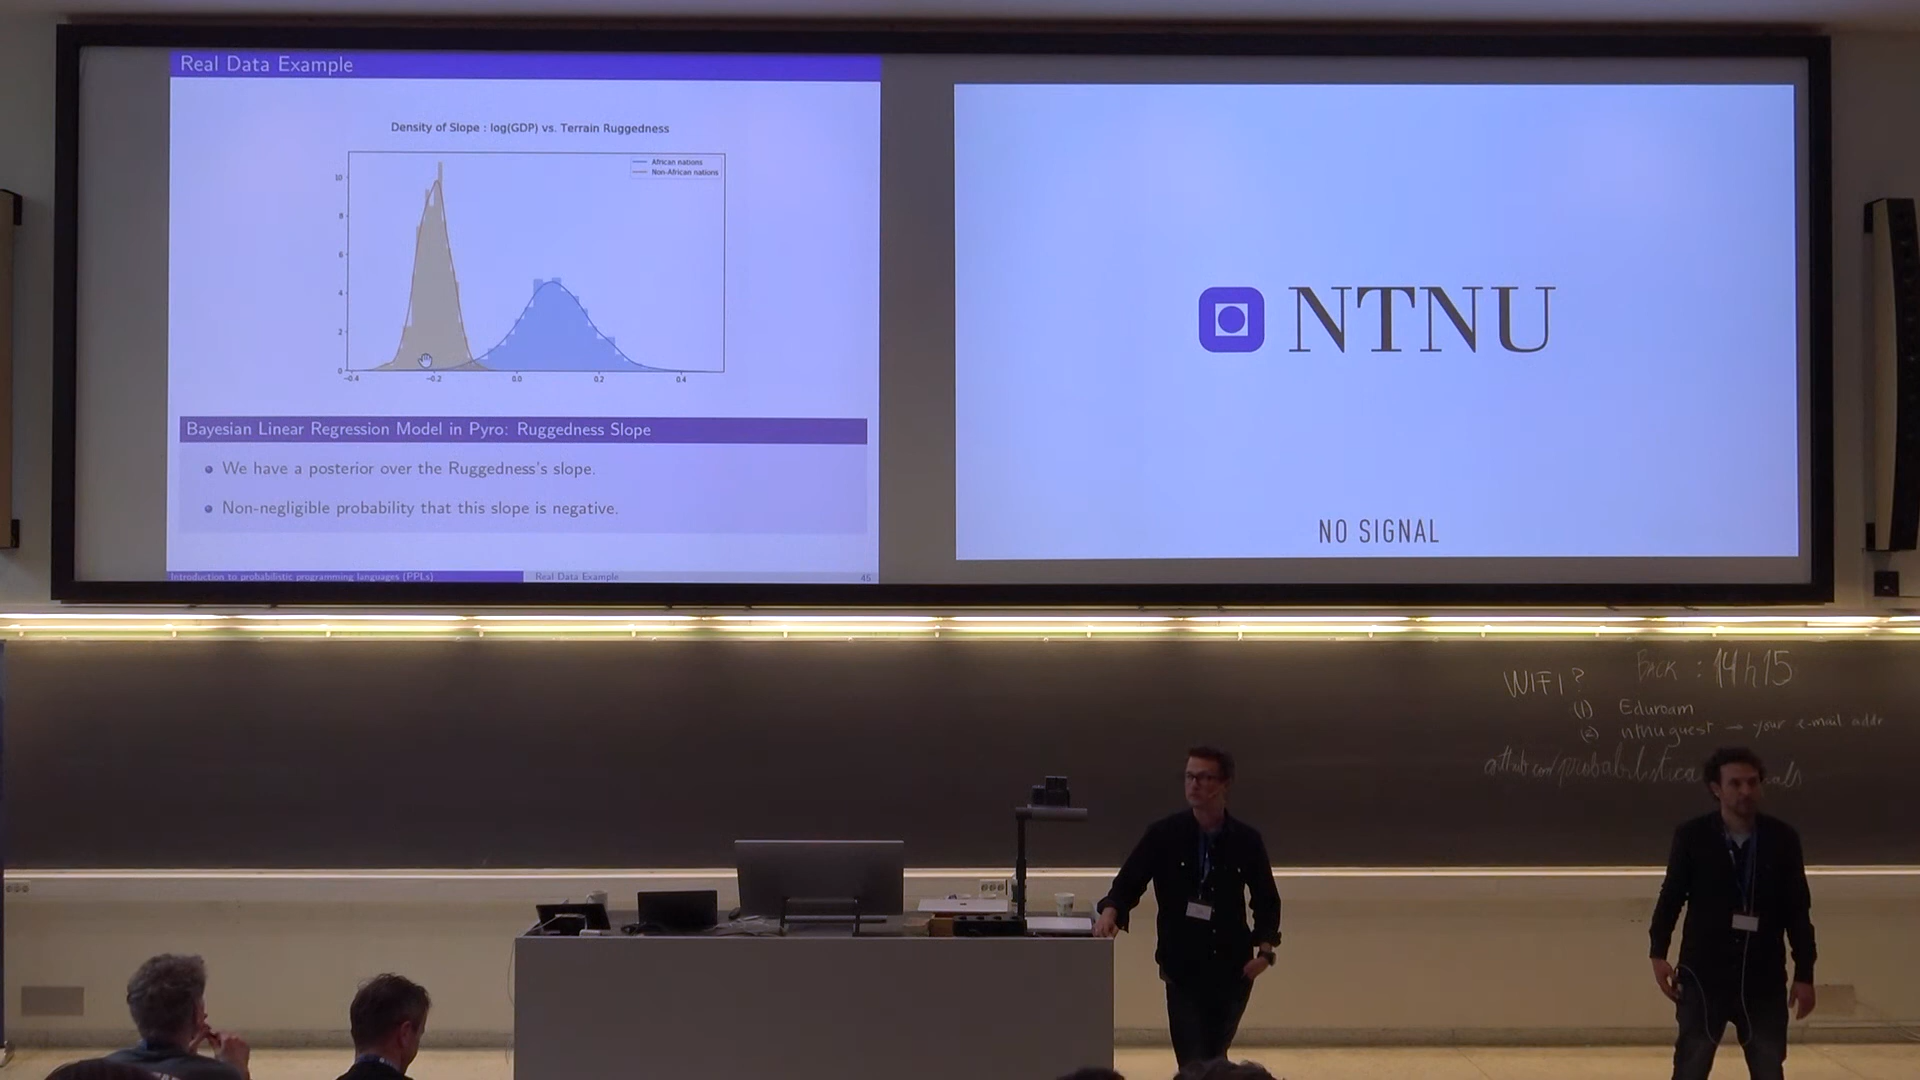 Real Data Example
Density of Slope : log(GDP) vs. Terrain Ruggedness
African nations
Non-African nations
10
8
6
4
2
0
-0.4 -0.2 0.0 0.2 0.4
Bayesian Linear Regression Model in Pyro: Ruggedness Slope
We have a posterior over the Ruggedness's slope.
Non-negligible probability that this slope is negative.
Introduction to probabilistic programming languages (PPLs) Real Data Example 45
NTNU
NO SIGNAL
WIFI? BACK : 14h15
(1) Eduroam
(2) ntnuguest → your e-mail addr
github.com/probabilistica